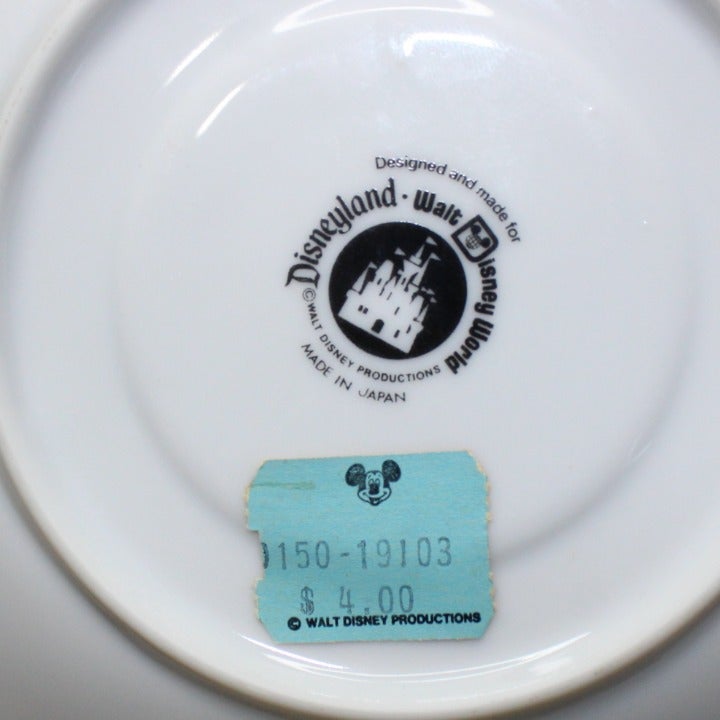 Designed and made for
Disneyland · Walt Disney World
© WALT DISNEY PRODUCTIONS
MADE IN JAPAN
150-19103
$ 4.00
© WALT DISNEY PRODUCTIONS